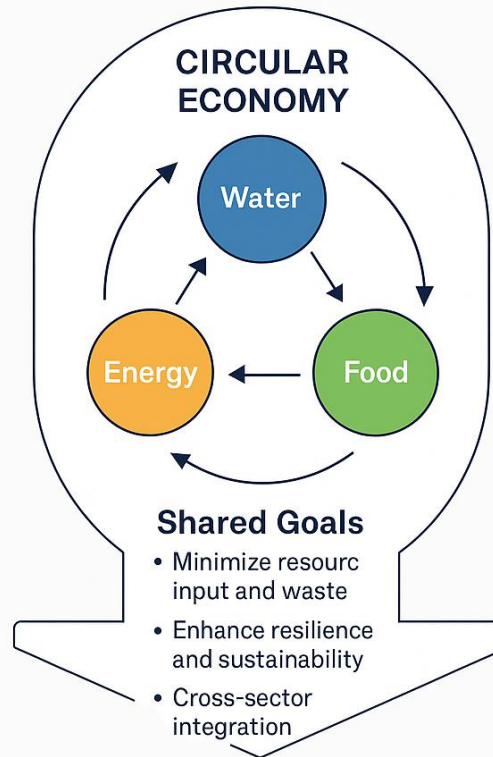 CIRCULAR
ECONOMY
Water
Energy
Food
Shared Goals
• Minimize resourc
input and waste
• Enhance resilience
and sustainability
• Cross-sector
integration